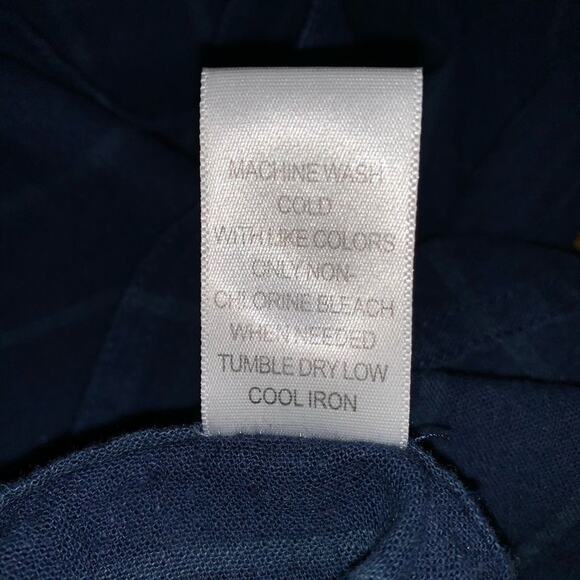 MACHINE WASH
COLD
WITH LIKE COLORS
ONLY NON-
CHLORINE BLEACH
WHEN NEEDED
TUMBLE DRY LOW
COOL IRON